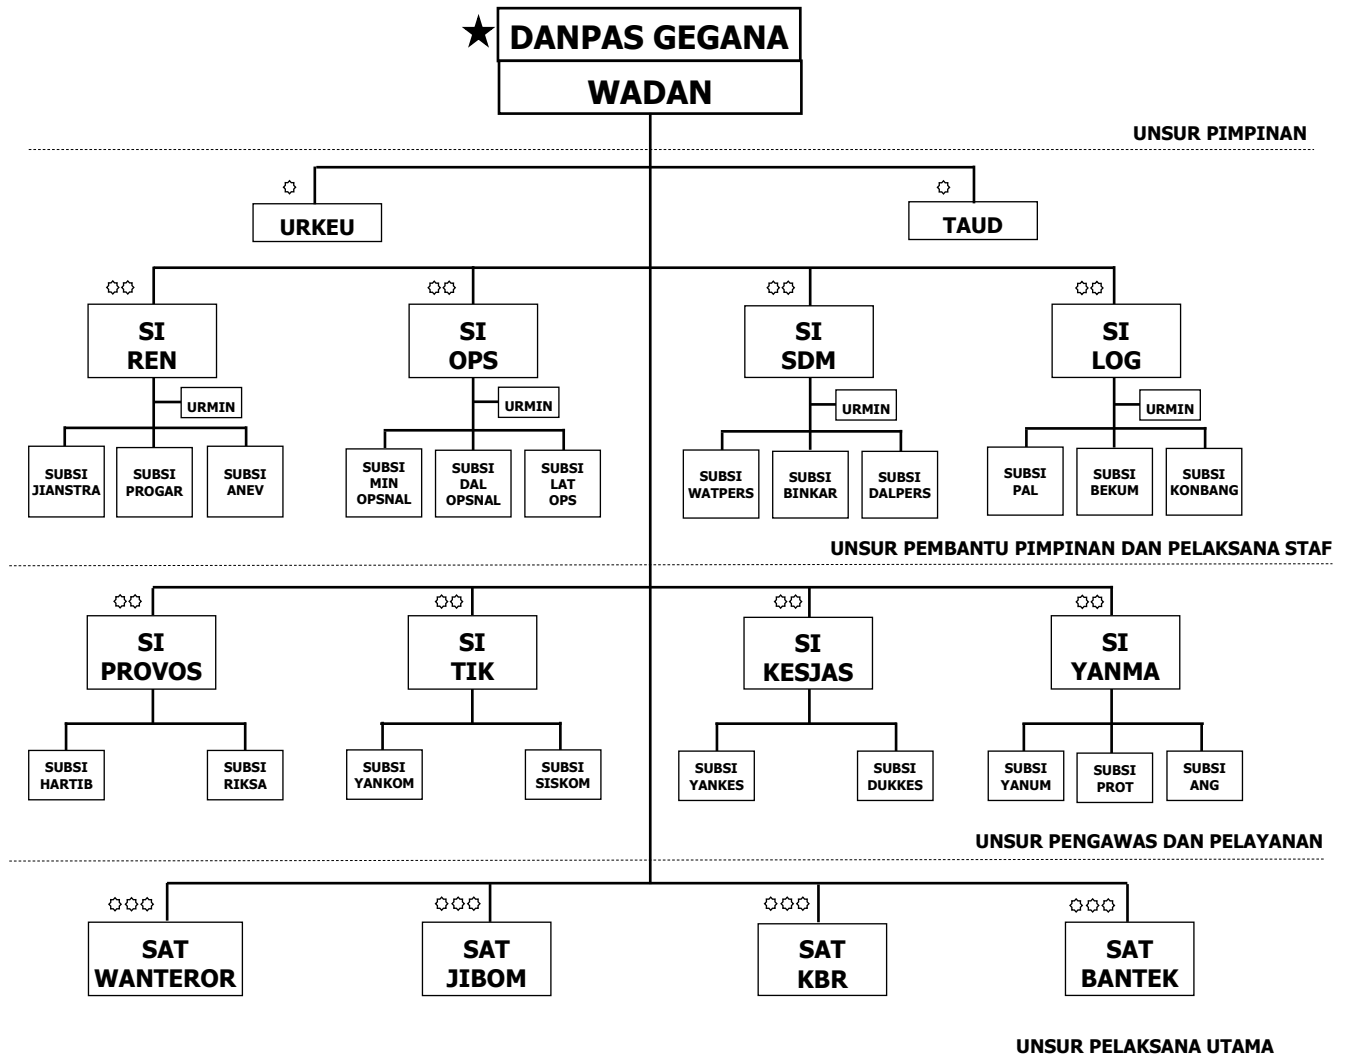 DANPAS GEGANA
WADAN
UNSUR PIMPINAN
URKEU
TAUD
SI
REN
SI
OPS
SI
SDM
SI
LOG
URMIN
URMIN
URMIN
URMIN
SUBSI
JIANSTRA
SUBSI
PROGAR
SUBSI
ANEV
SUBSI
MIN
OPSNAL
SUBSI
DAL
OPSNAL
SUBSI
LAT
OPS
SUBSI
WATPERS
SUBSI
BINKAR
SUBSI
DALPERS
SUBSI
PAL
SUBSI
BEKUM
SUBSI
KONBANG
UNSUR PEMBANTU PIMPINAN DAN PELAKSANA STAF
SI
PROVOS
SI
TIK
SI
KESJAS
SI
YANMA
SUBSI
HARTIB
SUBSI
RIKSA
SUBSI
YANKOM
SUBSI
SISKOM
SUBSI
YANKES
SUBSI
DUKKES
SUBSI
YANUM
SUBSI
PROT
SUBSI
ANG
UNSUR PENGAWAS DAN PELAYANAN
SAT
WANTEROR
SAT
JIBOM
SAT
KBR
SAT
BANTEK
UNSUR PELAKSANA UTAMA